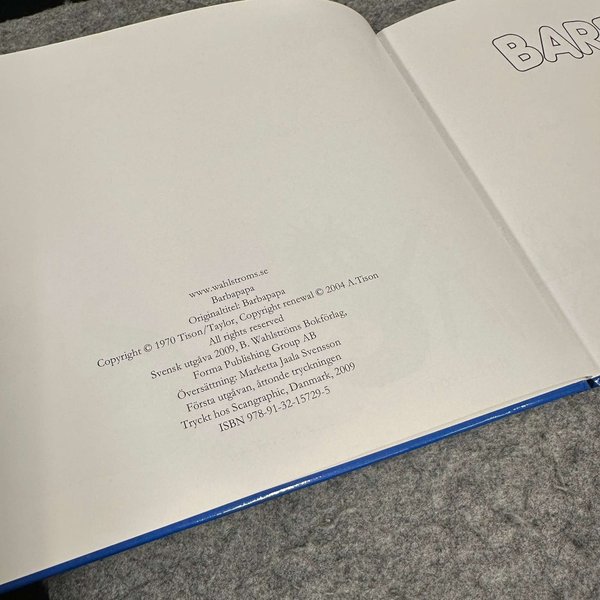 www.wahlstroms.se
Barbapapa
Originaltitel: Barbapapa
Copyright © 1970 Tison/Taylor, Copyright renewal © 2004 A.Tison
All rights reserved
Svensk utgåva 2009, B. Wahlströms Bokförlag,
Forma Publishing Group AB
Översättning: Marketta Jaala Svensson
Första utgåvan, åttonde tryckningen
Tryckt hos Scangraphic, Danmark, 2009
ISBN 978-91-32-15729-5